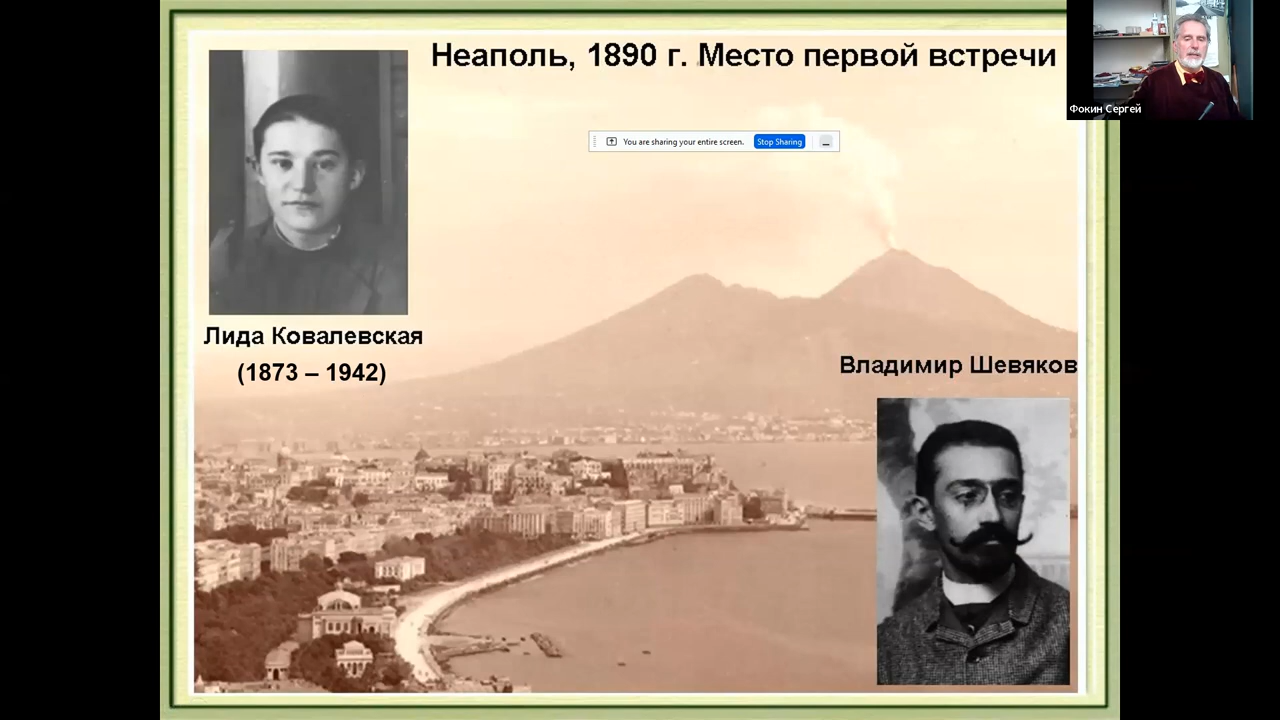 Неаполь, 1890 г. Место первой встречи
Фокин Сергей
You are sharing your entire screen.
Stop Sharing
Лида Ковалевская
(1873 – 1942)
Владимир Шевяков